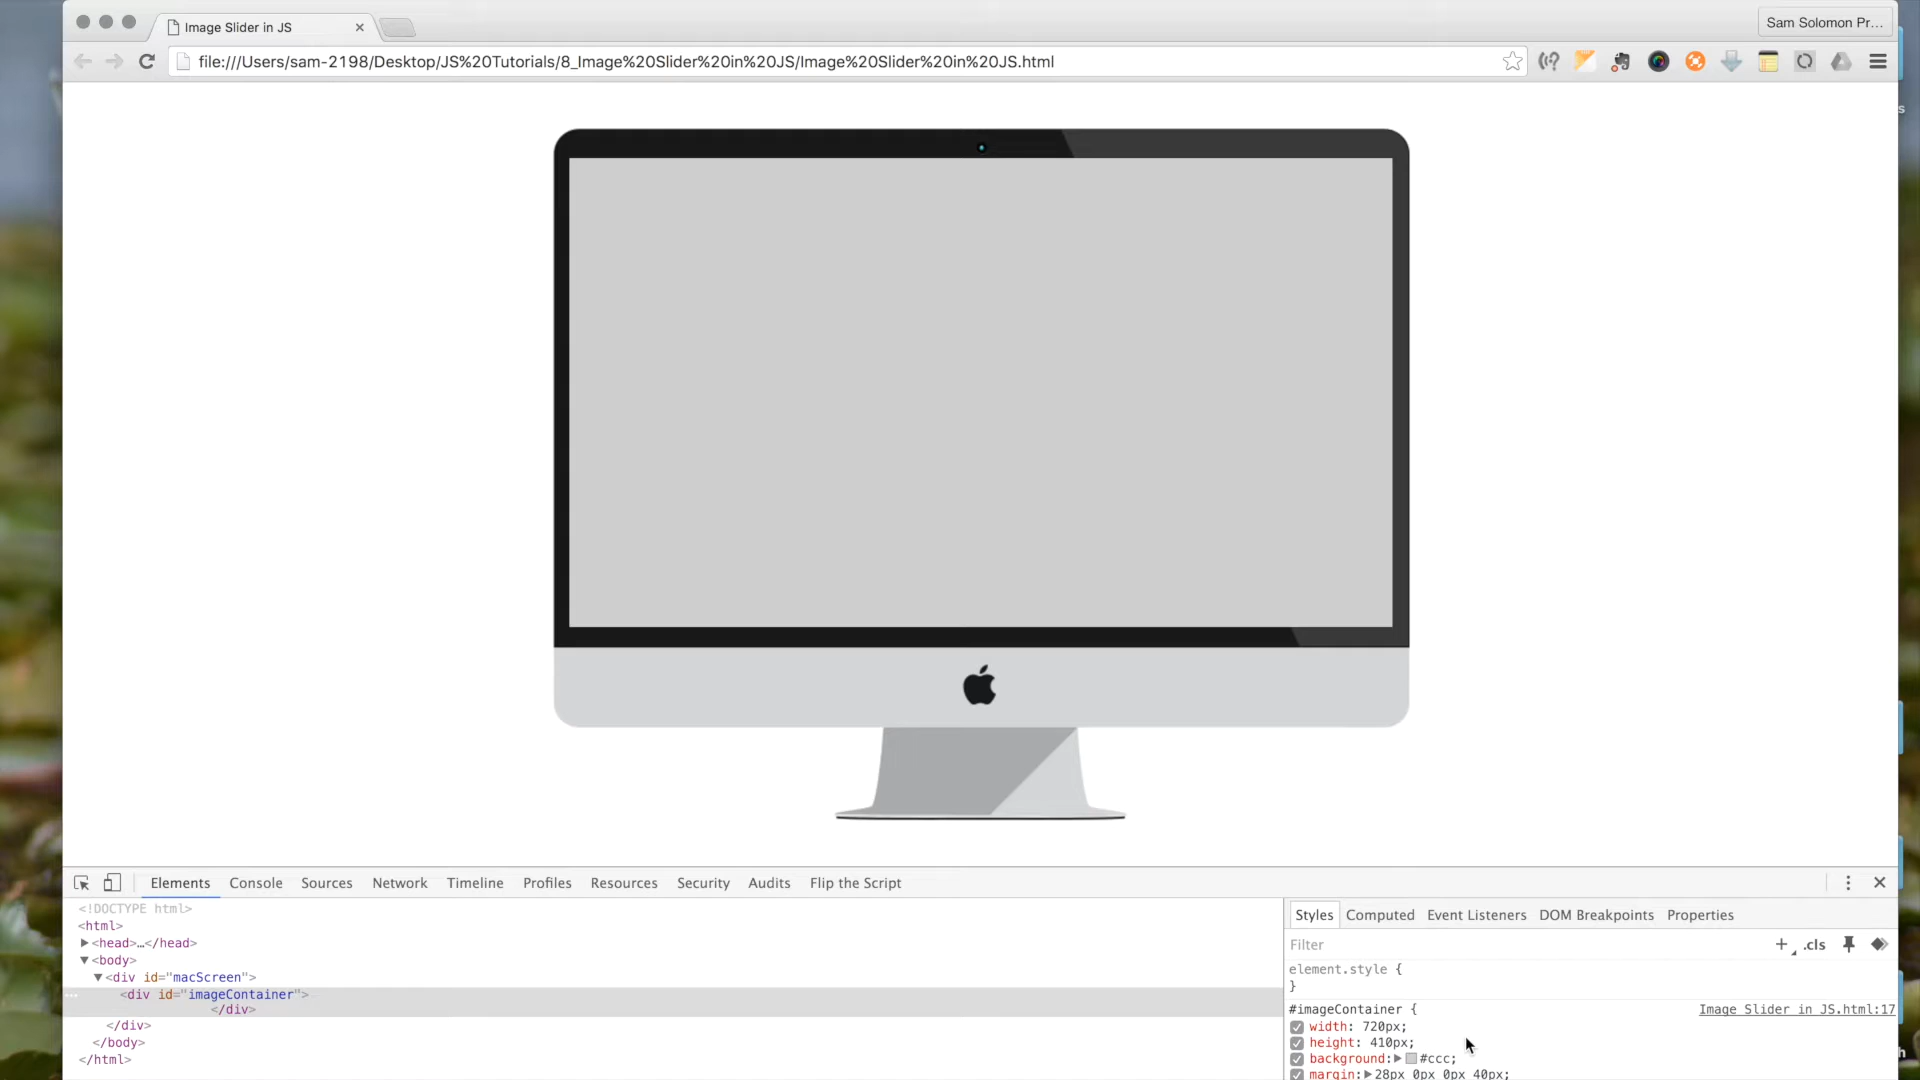 Image Slider in JS
Sam Solomon Pr...
file:///Users/sam-2198/Desktop/JS%20Tutorials/8_Image%20Slider%20in%20JS/Image%20Slider%20in%20JS.html
Elements Console Sources Network Timeline Profiles Resources Security Audits Flip the Script
<!DOCTYPE html>
<html>
<head>…</head>
<body>
<div id="macScreen">
<div id="imageContainer">
</div>
</div>
</body>
</html>
Styles Computed Event Listeners DOM Breakpoints Properties
Filter + .cls
element.style {
}
#imageContainer { Image Slider in JS.html:17
width: 720px;
height: 410px;
background: #ccc;
margin: 28px 0px 0px 40px;